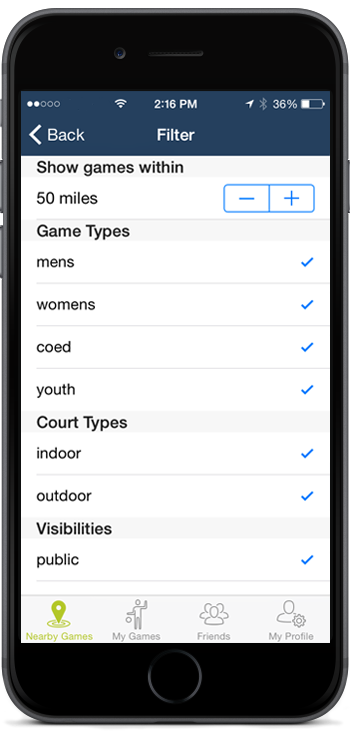 2:16 PM 36%
Back Filter
Show games within
50 miles
Game Types
mens
womens
coed
youth
Court Types
indoor
outdoor
Visibilities
public
Nearby Games My Games Friends My Profile